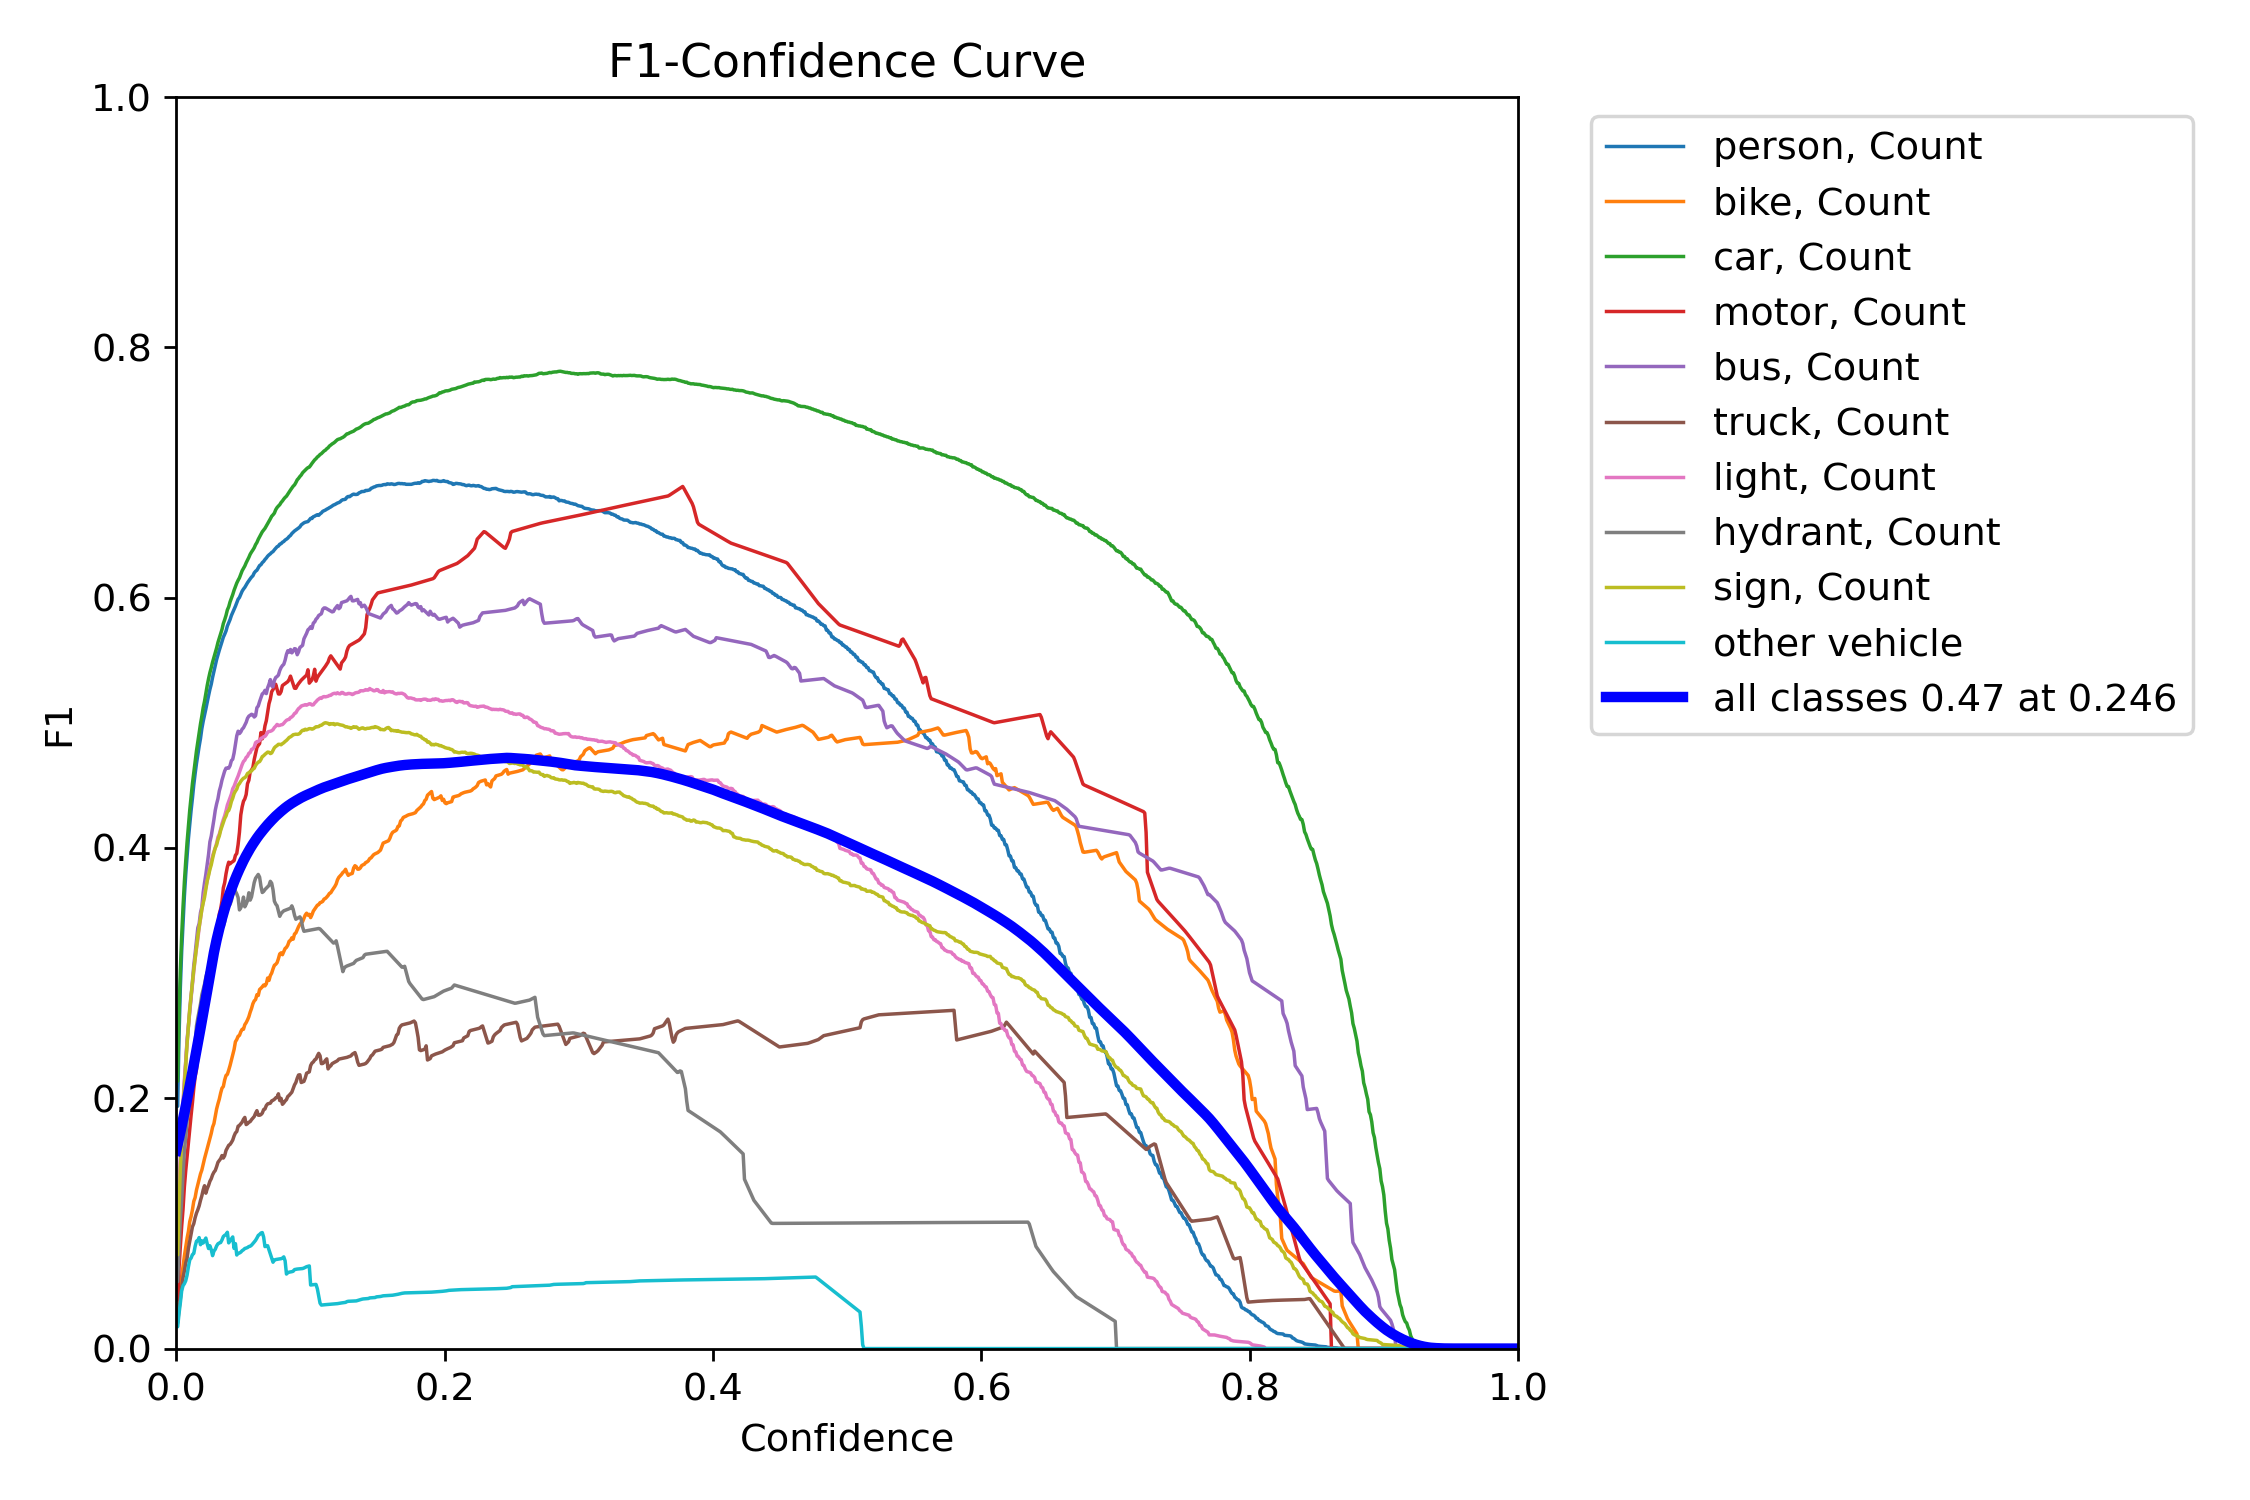 F1-Confidence Curve
1.0
0.8
0.6
0.4
0.2
0.0
F1
0.0 0.2 0.4 0.6 0.8 1.0
Confidence
person, Count
bike, Count
car, Count
motor, Count
bus, Count
truck, Count
light, Count
hydrant, Count
sign, Count
other vehicle
all classes 0.47 at 0.246